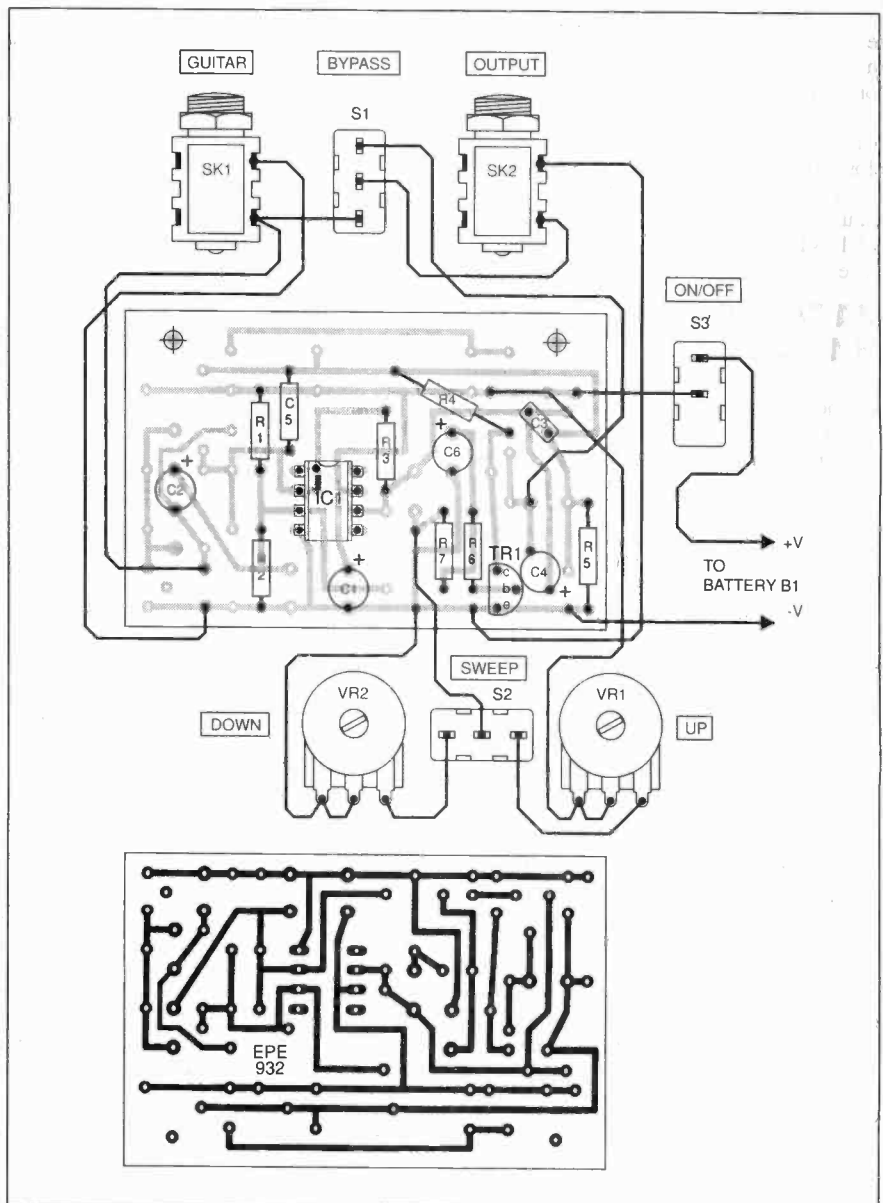 GUITAR BYPASS OUTPUT
S1
SK1 SK2
ON/OFF
S3
R4
R1
C5
C3
R3
C6
+
+
C2
IC1
+V
TO
BATTERY B1
-V
R7
R6
TR1
R5
c
b
e
C4
+
2
+
C1
SWEEP
VR2 S2 VR1
DOWN UP
EPE
932